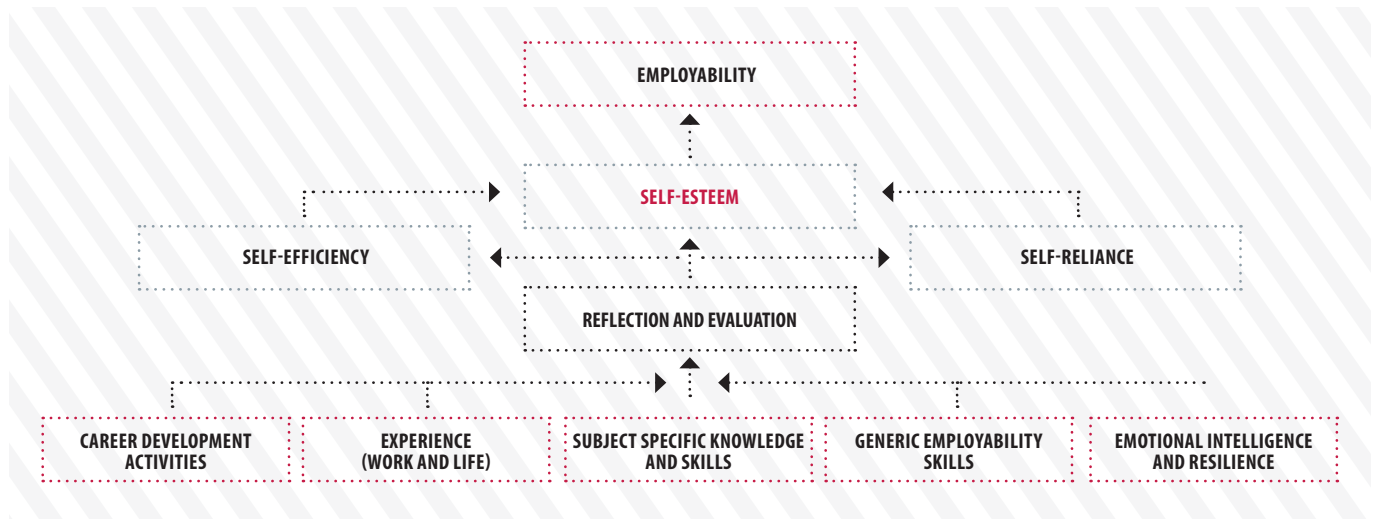 EMPLOYABILITY
SELF-ESTEEM
SELF-EFFICIENCY
SELF-RELIANCE
REFLECTION AND EVALUATION
CAREER DEVELOPMENT
ACTIVITIES
EXPERIENCE
(WORK AND LIFE)
SUBJECT SPECIFIC KNOWLEDGE
AND SKILLS
GENERIC EMPLOYABILITY
SKILLS
EMOTIONAL INTELLIGENCE
AND RESILIENCE